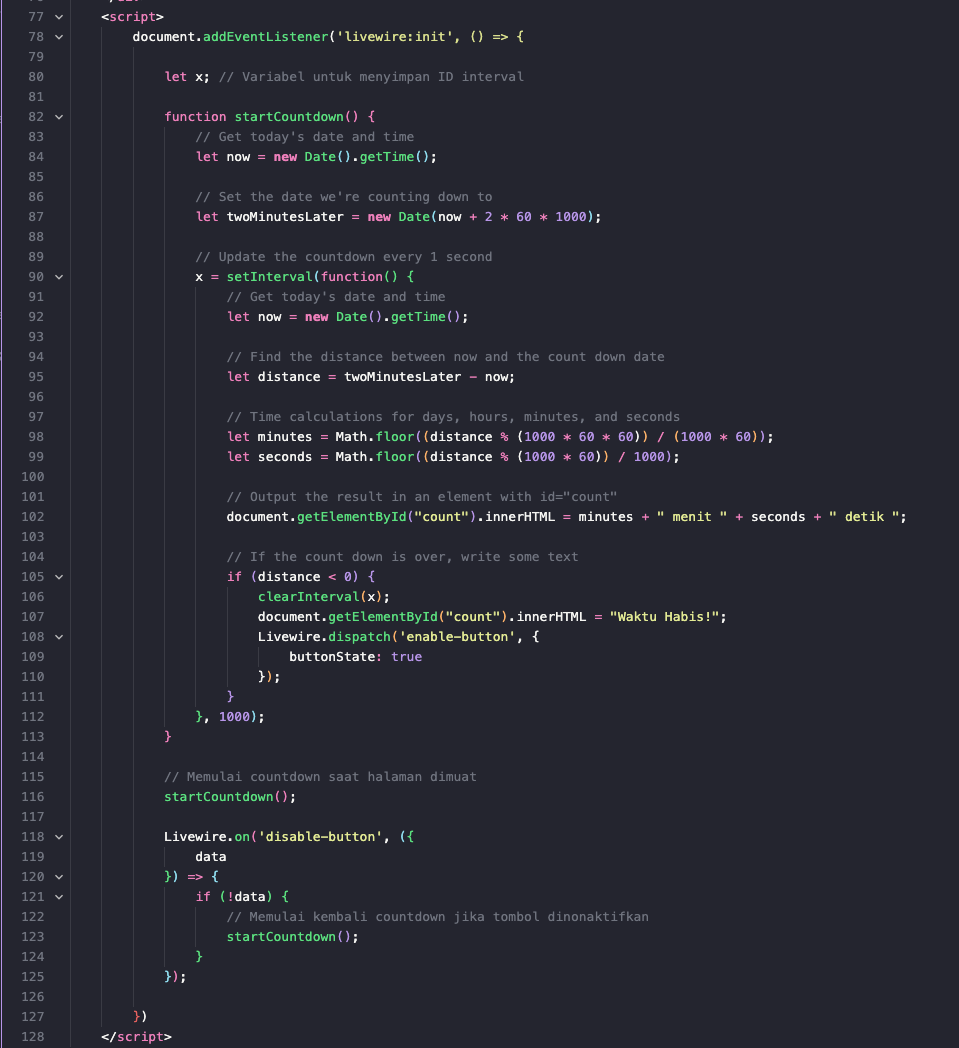 77 <script>
78 document.addEventListener('livewire:init', () => {
79
80 let x; // Variabel untuk menyimpan ID interval
81
82 function startCountdown() {
83 // Get today's date and time
84 let now = new Date().getTime();
85
86 // Set the date we're counting down to
87 let twoMinutesLater = new Date(now + 2 * 60 * 1000);
88
89 // Update the countdown every 1 second
90 x = setInterval(function() {
91 // Get today's date and time
92 let now = new Date().getTime();
93
94 // Find the distance between now and the count down date
95 let distance = twoMinutesLater - now;
96
97 // Time calculations for days, hours, minutes, and seconds
98 let minutes = Math.floor((distance % (1000 * 60 * 60)) / (1000 * 60));
99 let seconds = Math.floor((distance % (1000 * 60)) / 1000);
100
101 // Output the result in an element with id="count"
102 document.getElementById("count").innerHTML = minutes + " menit " + seconds + " detik ";
103
104 // If the count down is over, write some text
105 if (distance < 0) {
106 clearInterval(x);
107 document.getElementById("count").innerHTML = "Waktu Habis!";
108 Livewire.dispatch('enable-button', {
109 buttonState: true
110 });
111 }
112 }, 1000);
113 }
114
115 // Memulai countdown saat halaman dimuat
116 startCountdown();
117
118 Livewire.on('disable-button', ({
119 data
120 }) => {
121 if (!data) {
122 // Memulai kembali countdown jika tombol dinonaktifkan
123 startCountdown();
124 }
125 });
126
127 })
128 </script>